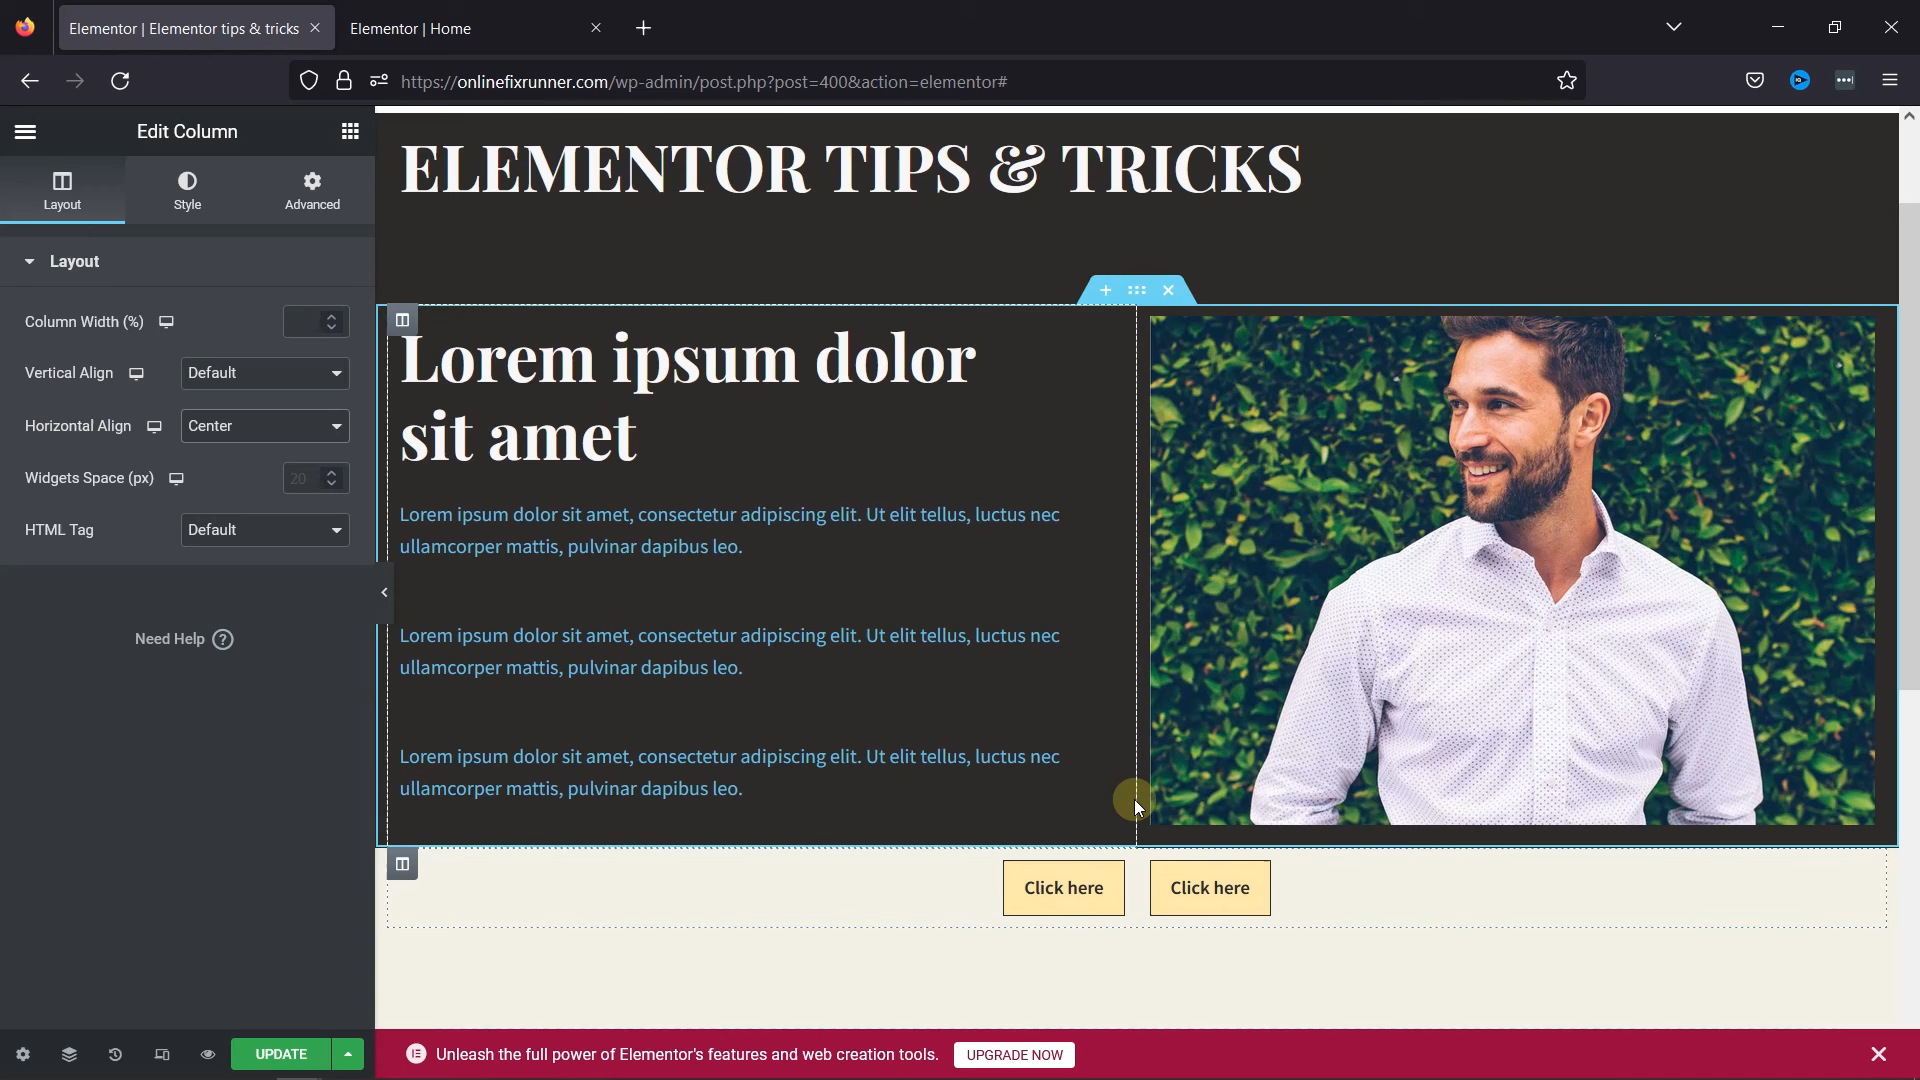 Elementor | Elementor tips & tricks
Elementor | Home
https://onlinefixrunner.com/wp-admin/post.php?post=400&action=elementor#
Edit Column
Layout
Style
Advanced
Layout
Column Width (%)
Vertical Align
Default
Horizontal Align
Center
Widgets Space (px)
20
HTML Tag
Default
Need Help ?
UPDATE
ELEMENTOR TIPS & TRICKS
Lorem ipsum dolor
sit amet
Lorem ipsum dolor sit amet, consectetur adipiscing elit. Ut elit tellus, luctus nec
ullamcorper mattis, pulvinar dapibus leo.
Lorem ipsum dolor sit amet, consectetur adipiscing elit. Ut elit tellus, luctus nec
ullamcorper mattis, pulvinar dapibus leo.
Lorem ipsum dolor sit amet, consectetur adipiscing elit. Ut elit tellus, luctus nec
ullamcorper mattis, pulvinar dapibus leo.
Click here
Click here
Unleash the full power of Elementor's features and web creation tools.
UPGRADE NOW